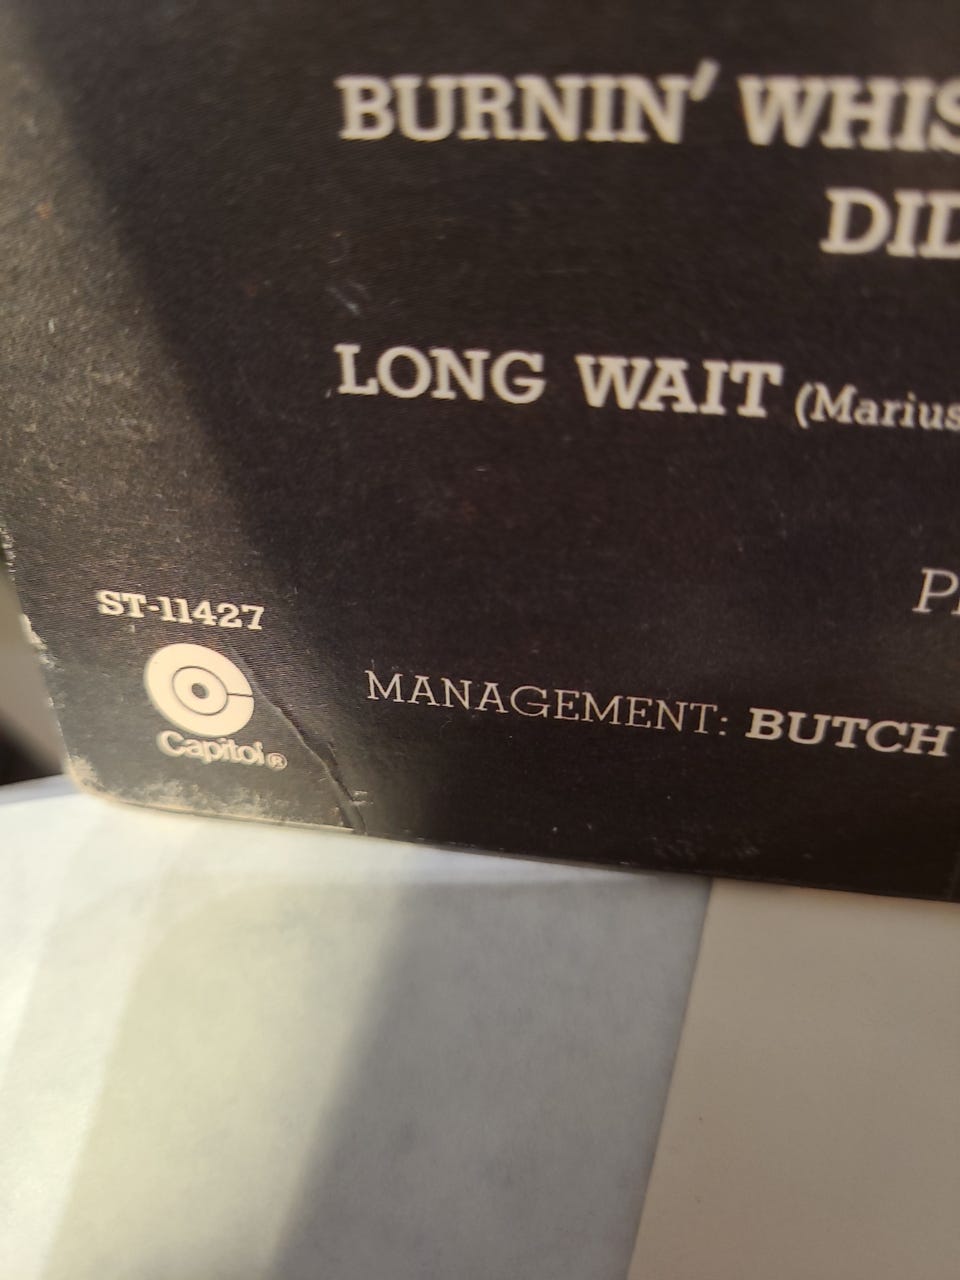 BURNIN' WHIS
DID
LONG WAIT (Marius
P
ST-11427
Capitol®
MANAGEMENT: BUTCH